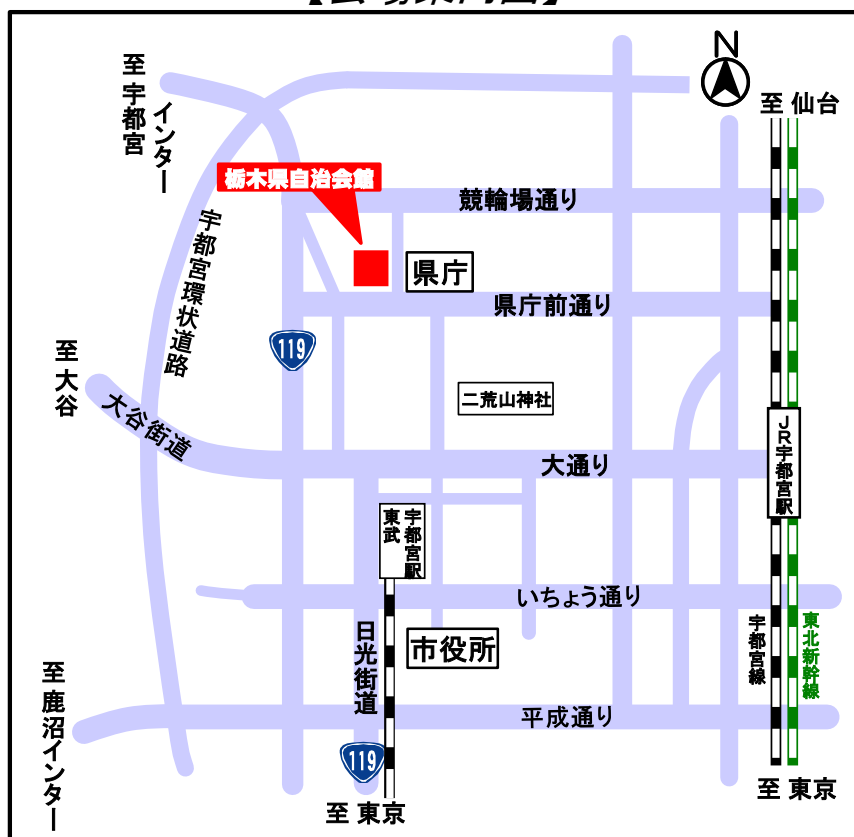 N
至 仙台
至 宇都宮
インター
栃木県自治会館
競輪場通り
宇都宮環状道路
県庁
県庁前通り
119
至 大谷
大谷街道
二荒山神社
大通り
JR宇都宮駅
東武
宇都宮駅
いちょう通り
日光街道
市役所
宇都宮線
東北新幹線
至 鹿沼インター
平成通り
119
至 東京
至 東京